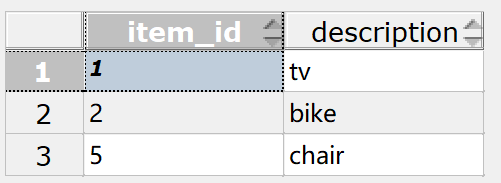 item_id description
1 1 tv
2 2 bike
3 5 chair